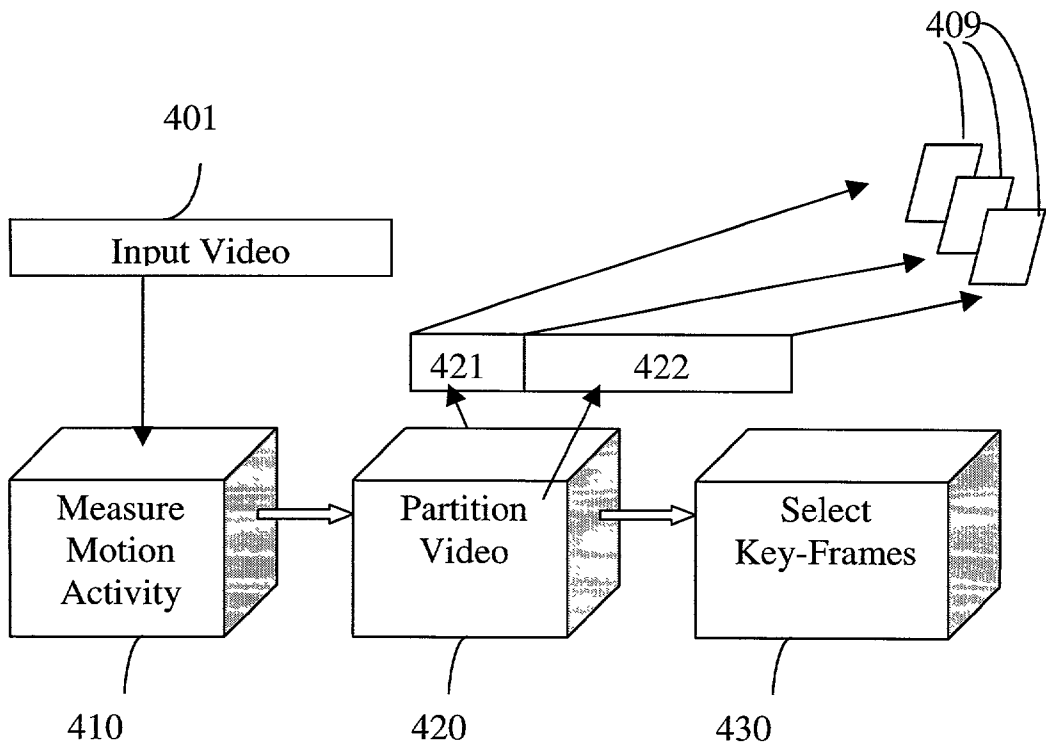 409
401
Input Video
421 422
Measure
Motion
Activity
Partition
Video
Select
Key-Frames
410 420 430